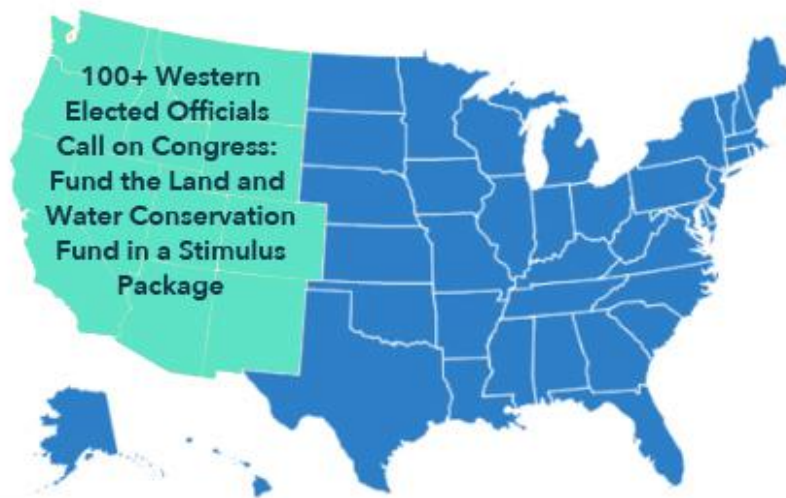 100+ Western
Elected Officials
Call on Congress:
Fund the Land and
Water Conservation
Fund in a Stimulus
Package